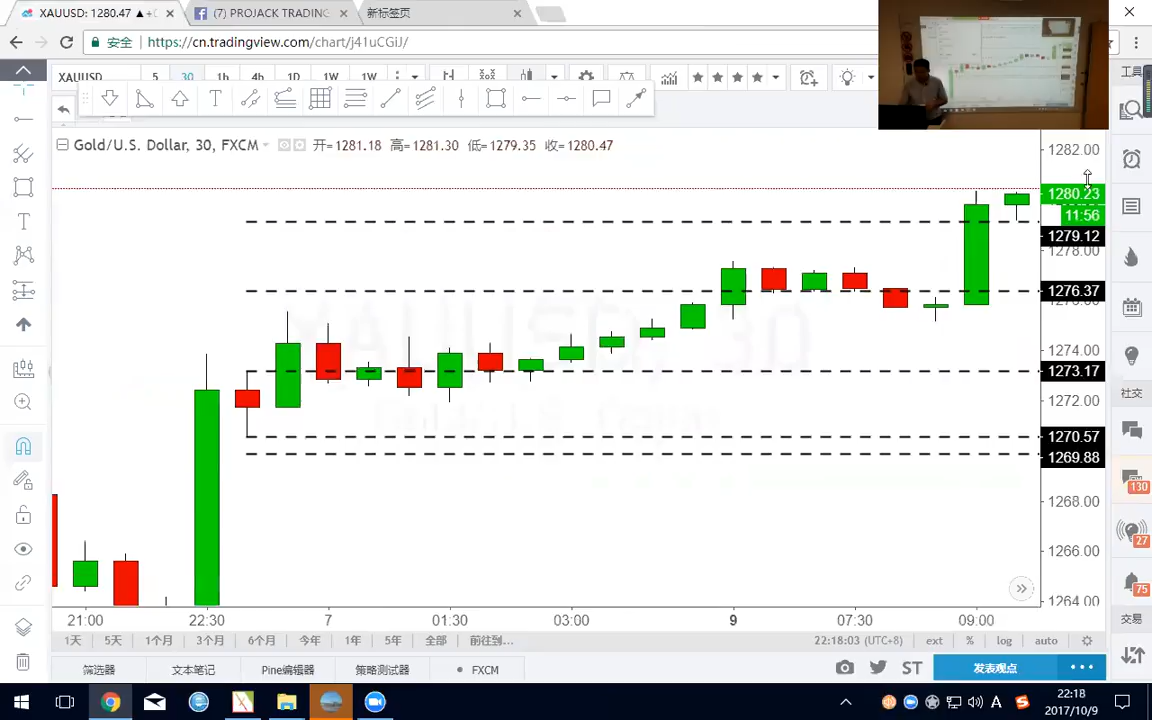 XAUUSD: 1280.47 ▲ +
(7) PROJACK TRADING
新标签页
安全 | https://cn.tradingview.com/chart/j41uCGiJ/
XAUUSD 5 30 1h 4h 1D 1W 1W
工具
Gold/U.S. Dollar, 30, FXCM 开=1281.18 高=1281.30 低=1279.35 收=1280.47
1282.00
1280.23
11:56
1279.12
1278.00
1276.37
1274.00
1273.17
1272.00
1270.57
1269.88
1268.00
1266.00
1264.00
XAUUSD, 30
社交
130
27
75
交易
21:00 22:30 7 01:30 03:00 9 07:30 09:00
1天 5天 1个月 3个月 6个月 今年 1年 5年 全部 前往到... 22:18:03 (UTC+8) ext % log auto
筛选器 文本笔记 Pine编辑器 策略测试器 FXCM ST 发表观点
A S 22:18
2017/10/9